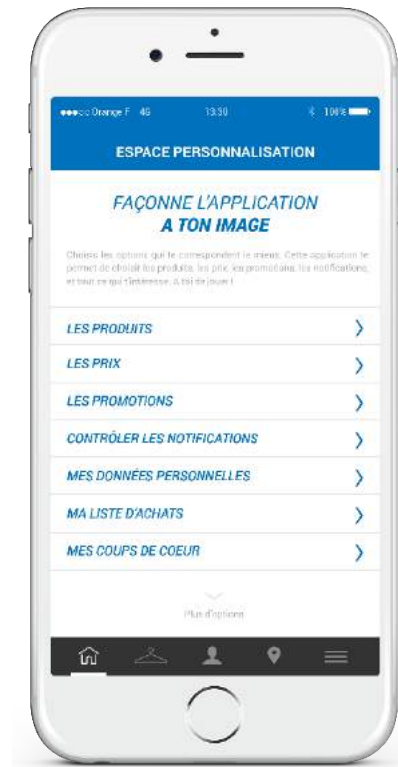 Orange F 4G 13:30 100%
ESPACE PERSONNALISATION
FAÇONNE L'APPLICATION
A TON IMAGE
Choisis les options qui te correspondent le mieux. Cette application te
permet de choisir les produits, les prix, les promotions, les notifications,
et tout ce qui t'intéresse. A toi de jouer !
LES PRODUITS
LES PRIX
LES PROMOTIONS
CONTRÔLER LES NOTIFICATIONS
MES DONNÉES PERSONNELLES
MA LISTE D'ACHATS
MES COUPS DE COEUR
Plus d'options